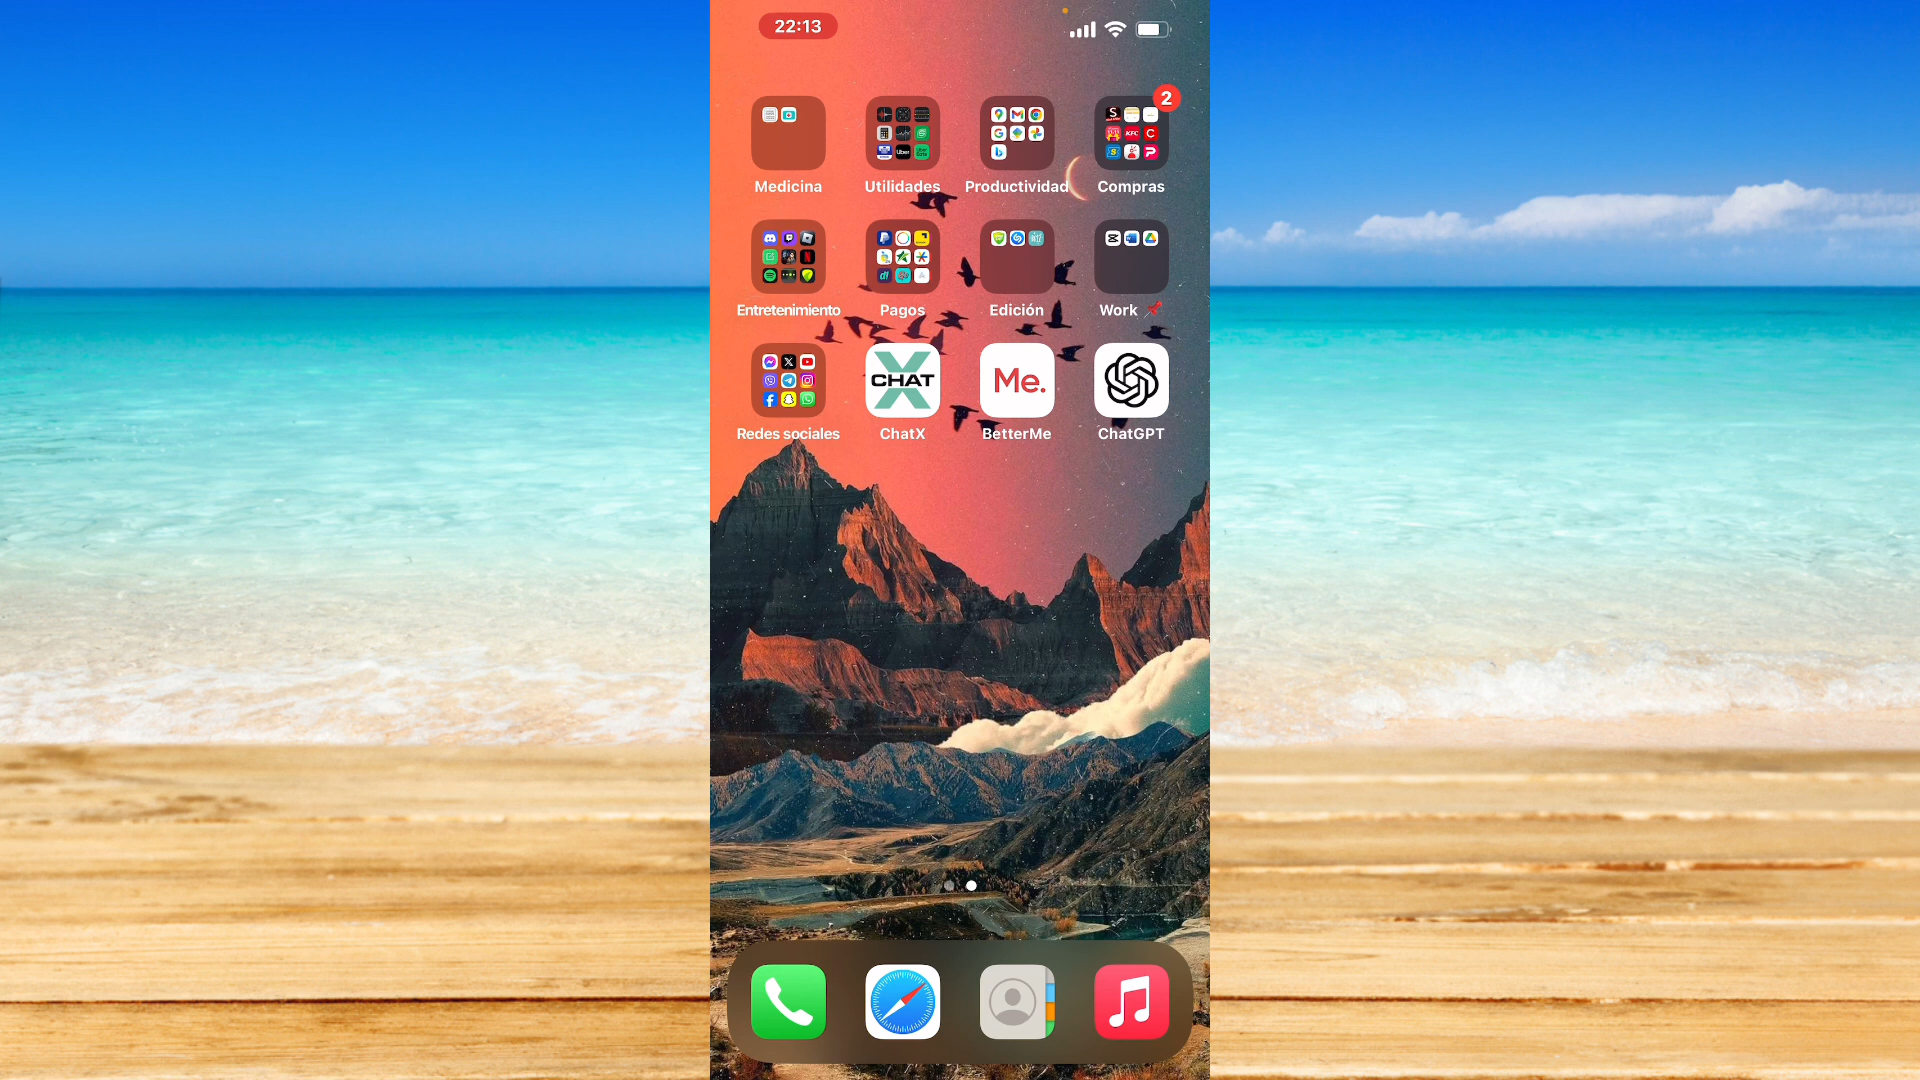 22:13
2
Medicina
Utilidades
Productividad
Compras
Entretenimiento
Pagos
Edición
Work
CHAT
Me.
Redes sociales
ChatX
BetterMe
ChatGPT